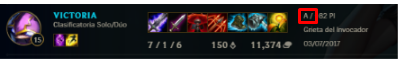 VICTORIA
Clasificatoria Solo/Dúo
15
7 / 1 / 6
150
11,374
A / 82 PI
Grieta del Invocador
03/07/2017